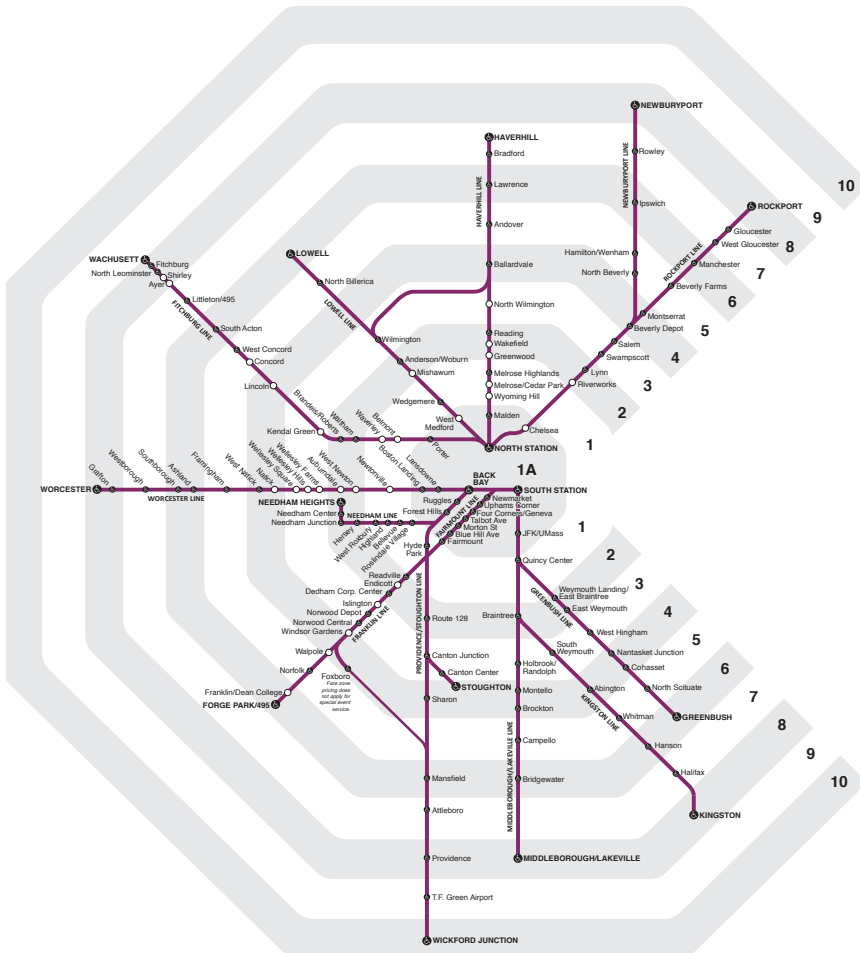 NEWBURYPORT
HAVERHILL
Bradford
Rowley
HAVERHILL LINE
NEWBURYPORT LINE
Lawrence
10
Ipswich
ROCKPORT
9
Andover
Gloucester
West Gloucester
8
LOWELL
Hamilton/Wenham
ROCKPORT LINE
WACHUSETT
Fitchburg
Ballardvale
Manchester
North Leominster
Shirley
North Beverly
7
Ayer
North Billerica
Beverly Farms
Littleton/495
North Wilmington
6
FITCHBURG LINE
LOWELL LINE
Montserrat
South Acton
Reading
Beverly Depot
5
Wilmington
Wakefield
Salem
West Concord
Greenwood
Swampscott
4
Concord
Anderson/Woburn
Mishawum
Melrose Highlands
Lynn
Lincoln
Melrose/Cedar Park
Riverworks
3
Wedgemere
Wyoming Hill
2
Brandeis/Roberts
Waltham
Waverley
Belmont
West
Medford
Malden
Kendal Green
Chelsea
Porter
NORTH STATION
1
1A
Grafton
Westborough
Southborough
Ashland
Framingham
West Natick
Natick
Wellesley Square
Wellesley Hills
Wellesley Farms
Auburndale
West Newton
Newtonville
Boston Landing
Lansdowne
BACK
BAY
WORCESTER
WORCESTER LINE
SOUTH STATION
NEEDHAM HEIGHTS
Ruggles
Newmarket
Needham Center
NEEDHAM LINE
Forest Hills
FAIRMOUNT LINE
Uphams Corner
Needham Junction
Four Corners/Geneva
Talbot Ave
Morton St
Blue Hill Ave
Fairmount
Hersey
West Roxbury
Highland
Bellevue
Roslindale Village
Hyde
Park
JFK/UMass
1
Quincy Center
2
Readville
Endicott
Dedham Corp. Center
Islington
Norwood Depot
Norwood Central
Windsor Gardens
FRANKLIN LINE
PROVIDENCE/STOUGHTON LINE
Weymouth Landing/
East Braintree
3
GREENBUSH LINE
East Weymouth
Braintree
4
Route 128
West Hingham
5
Walpole
Canton Junction
South
Weymouth
Nantasket Junction
Norfolk
Foxboro
Fare zone
pricing does
not apply for
special event
service.
Canton Center
Holbrook/
Randolph
Cohasset
6
Franklin/Dean College
STOUGHTON
Montello
Abington
North Scituate
7
FORGE PARK/495
Sharon
Brockton
KINGSTON LINE
Whitman
GREENBUSH
8
Campello
Hanson
9
MIDDLEBOROUGH/LAKEVILLE LINE
Mansfield
Bridgewater
Halifax
10
Attleboro
KINGSTON
Providence
MIDDLEBOROUGH/LAKEVILLE
T.F. Green Airport
WICKFORD JUNCTION